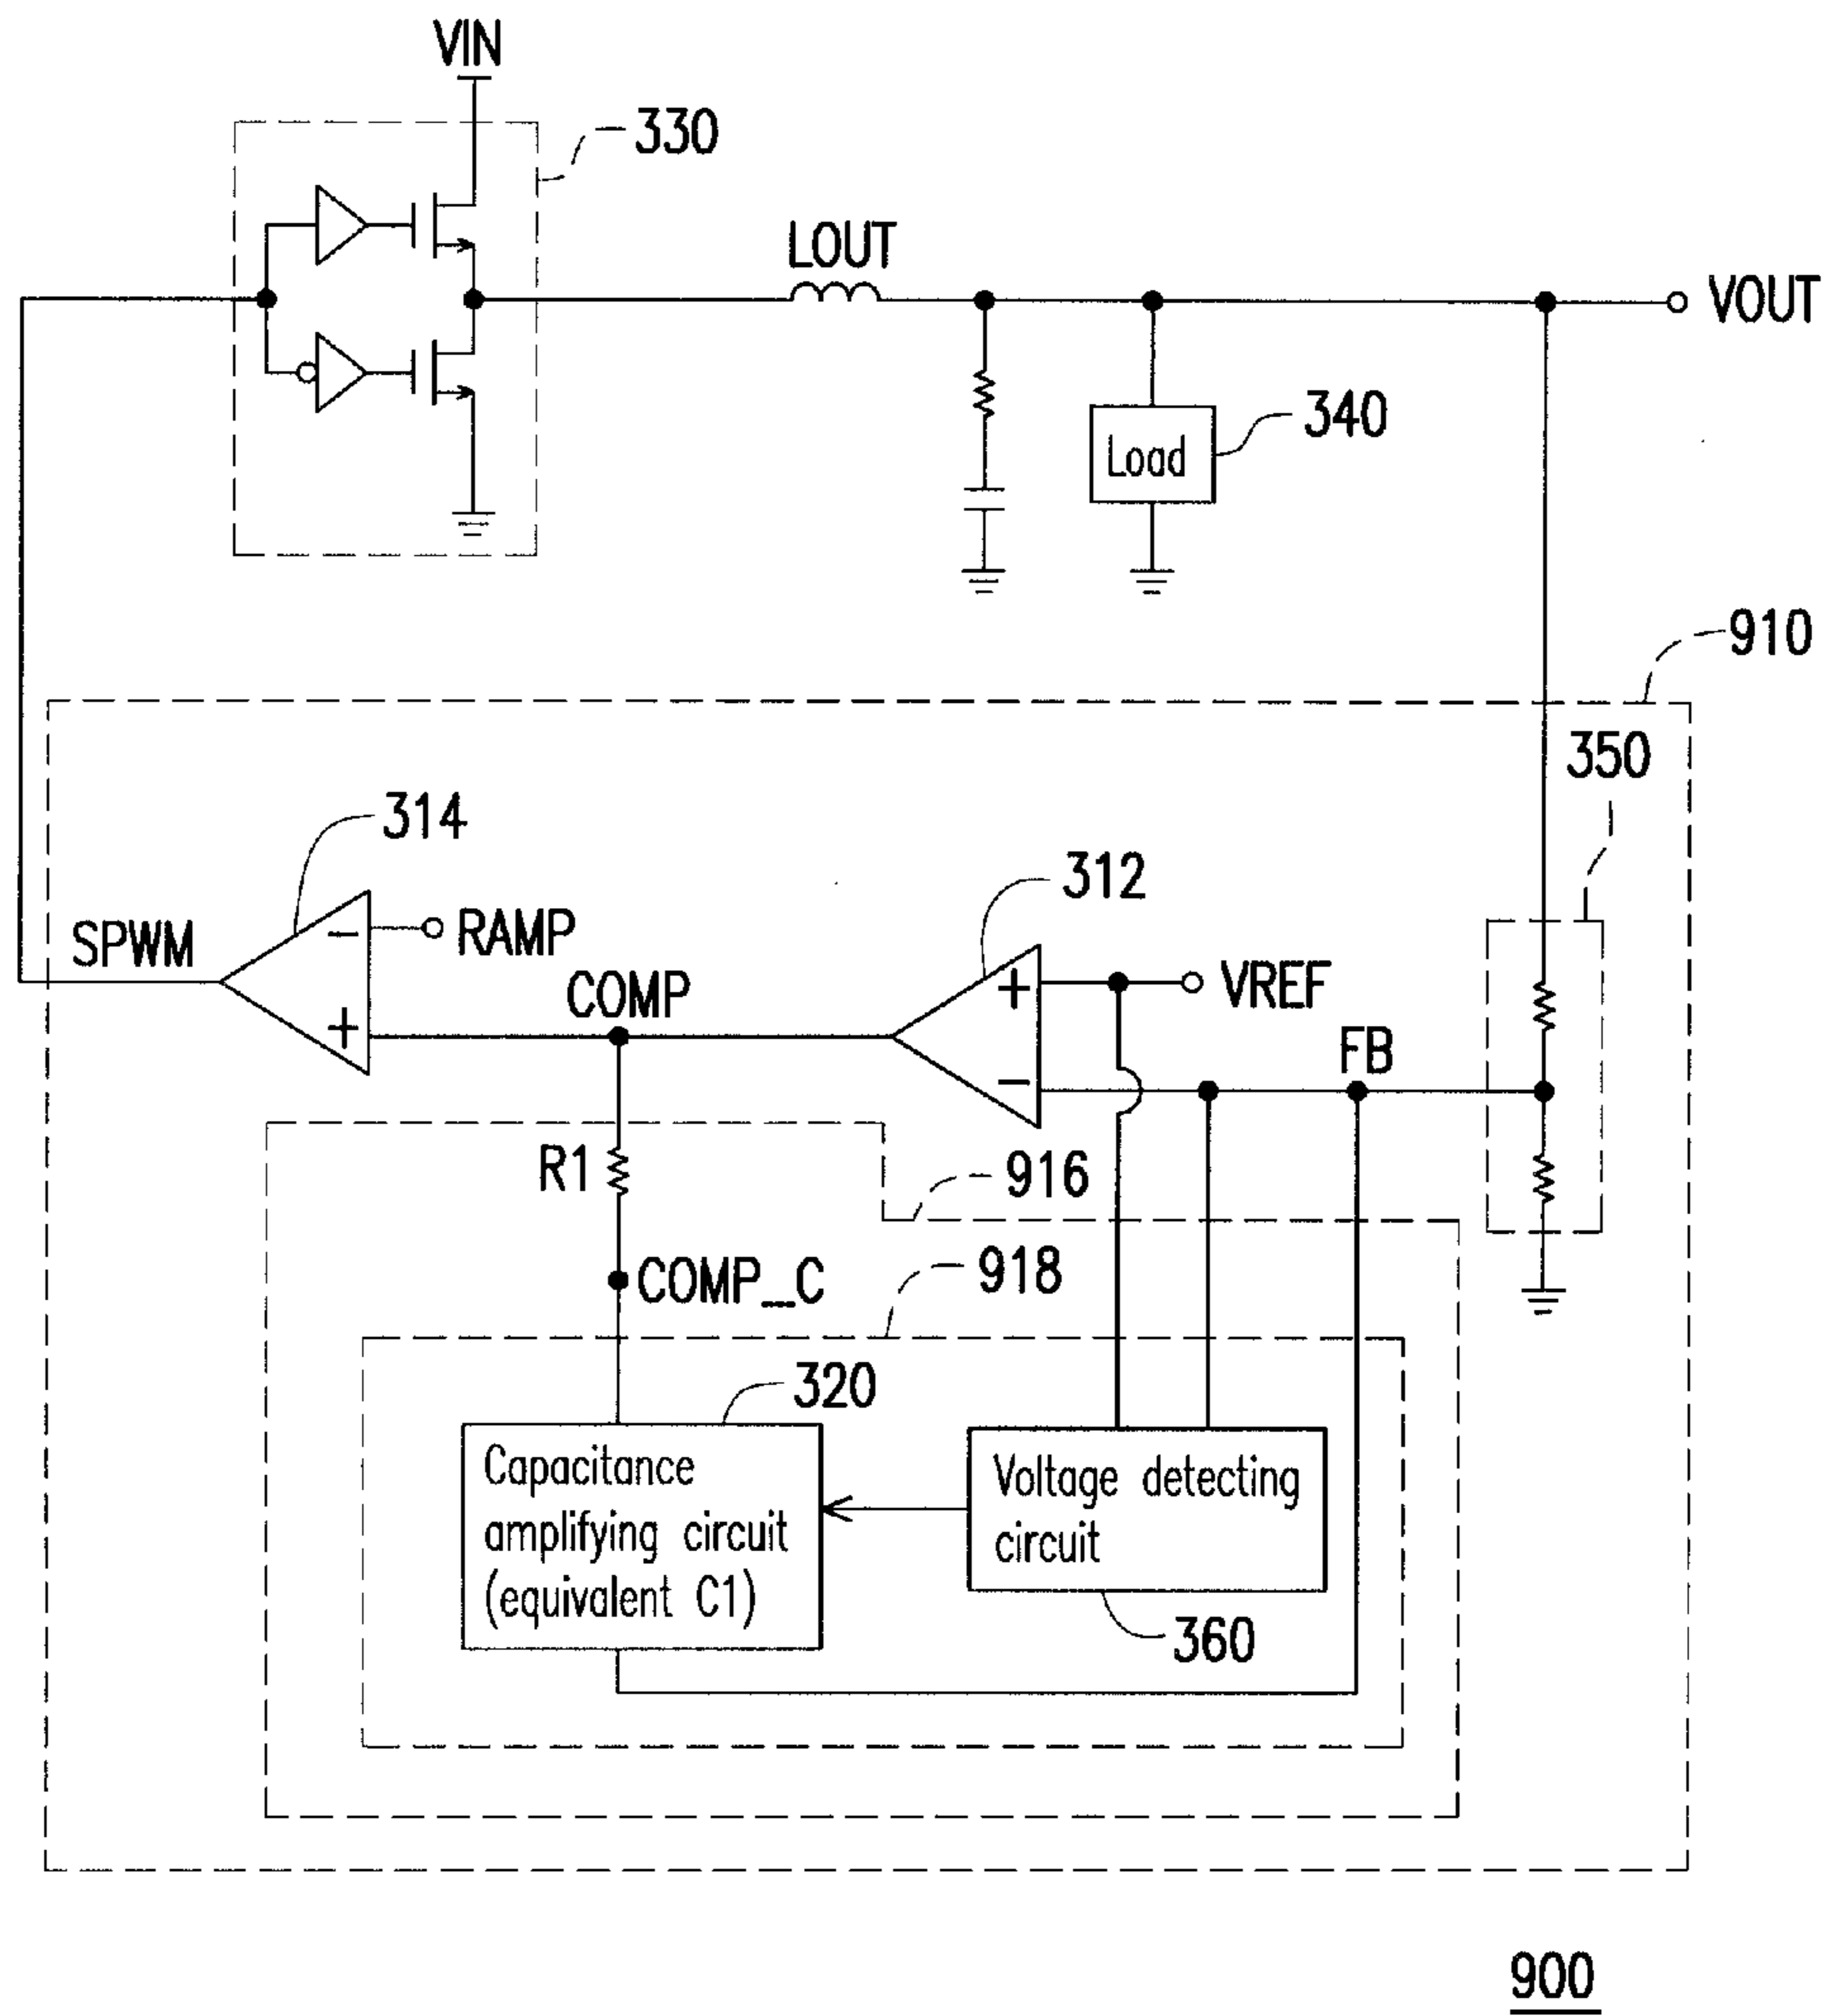 VIN
330
LOUT
VOUT
340
Load
910
350
314
312
SPWM
−
RAMP
+
VREF
COMP
+
−
FB
R1
916
COMP_C
918
320
Capacitance
amplifying circuit
(equivalent C1)
Voltage detecting
circuit
360
900